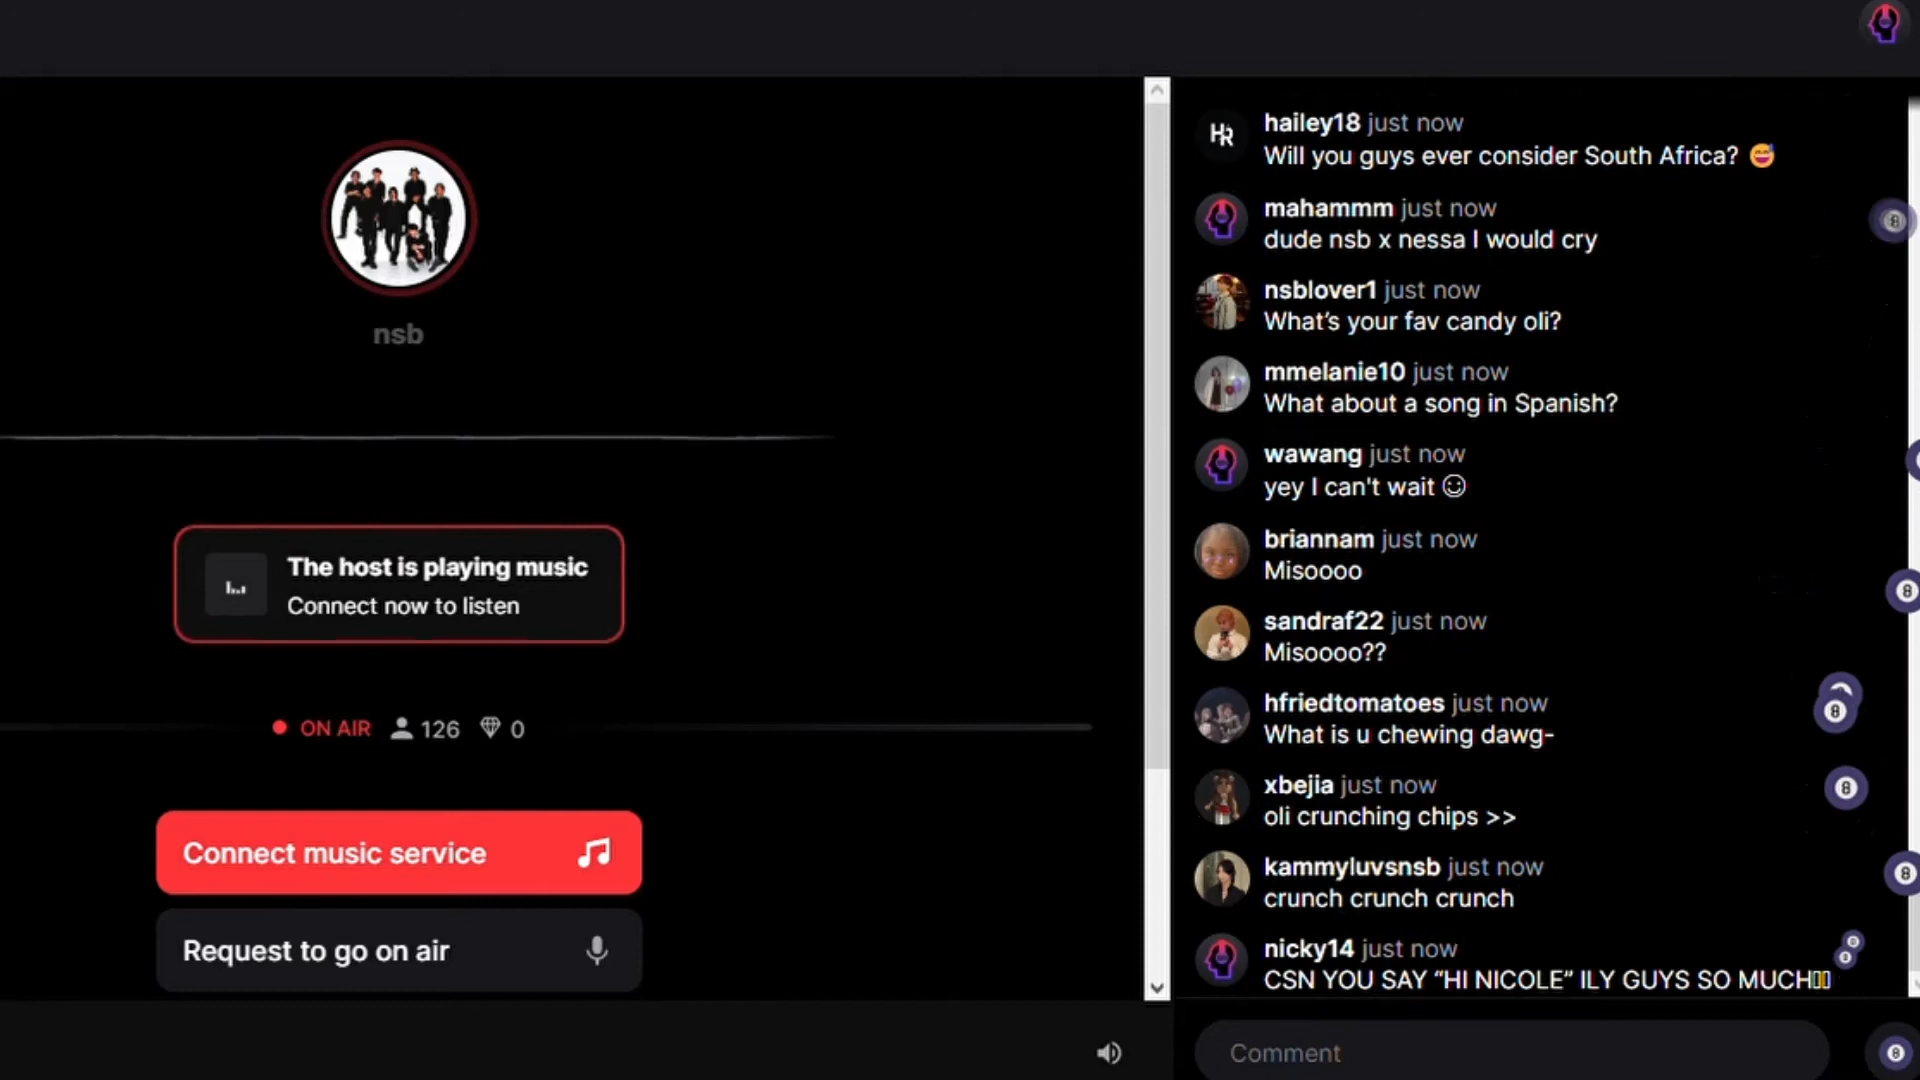 nsb
The host is playing music
Connect now to listen
ON AIR 126 0
Connect music service
Request to go on air
HR
hailey18 just now
Will you guys ever consider South Africa? 😅
mahammm just now
dude nsb x nessa I would cry
nsblover1 just now
What's your fav candy oli?
mmelanie10 just now
What about a song in Spanish?
wawang just now
yey I can't wait ☺
briannam just now
Misoooo
sandraf22 just now
Misoooo??
hfriedtomatoes just now
What is u chewing dawg-
xbejia just now
oli crunching chips >>
kammyluvsnsb just now
crunch crunch crunch
nicky14 just now
CSN YOU SAY “HI NICOLE” ILY GUYS SO MUCH
Comment